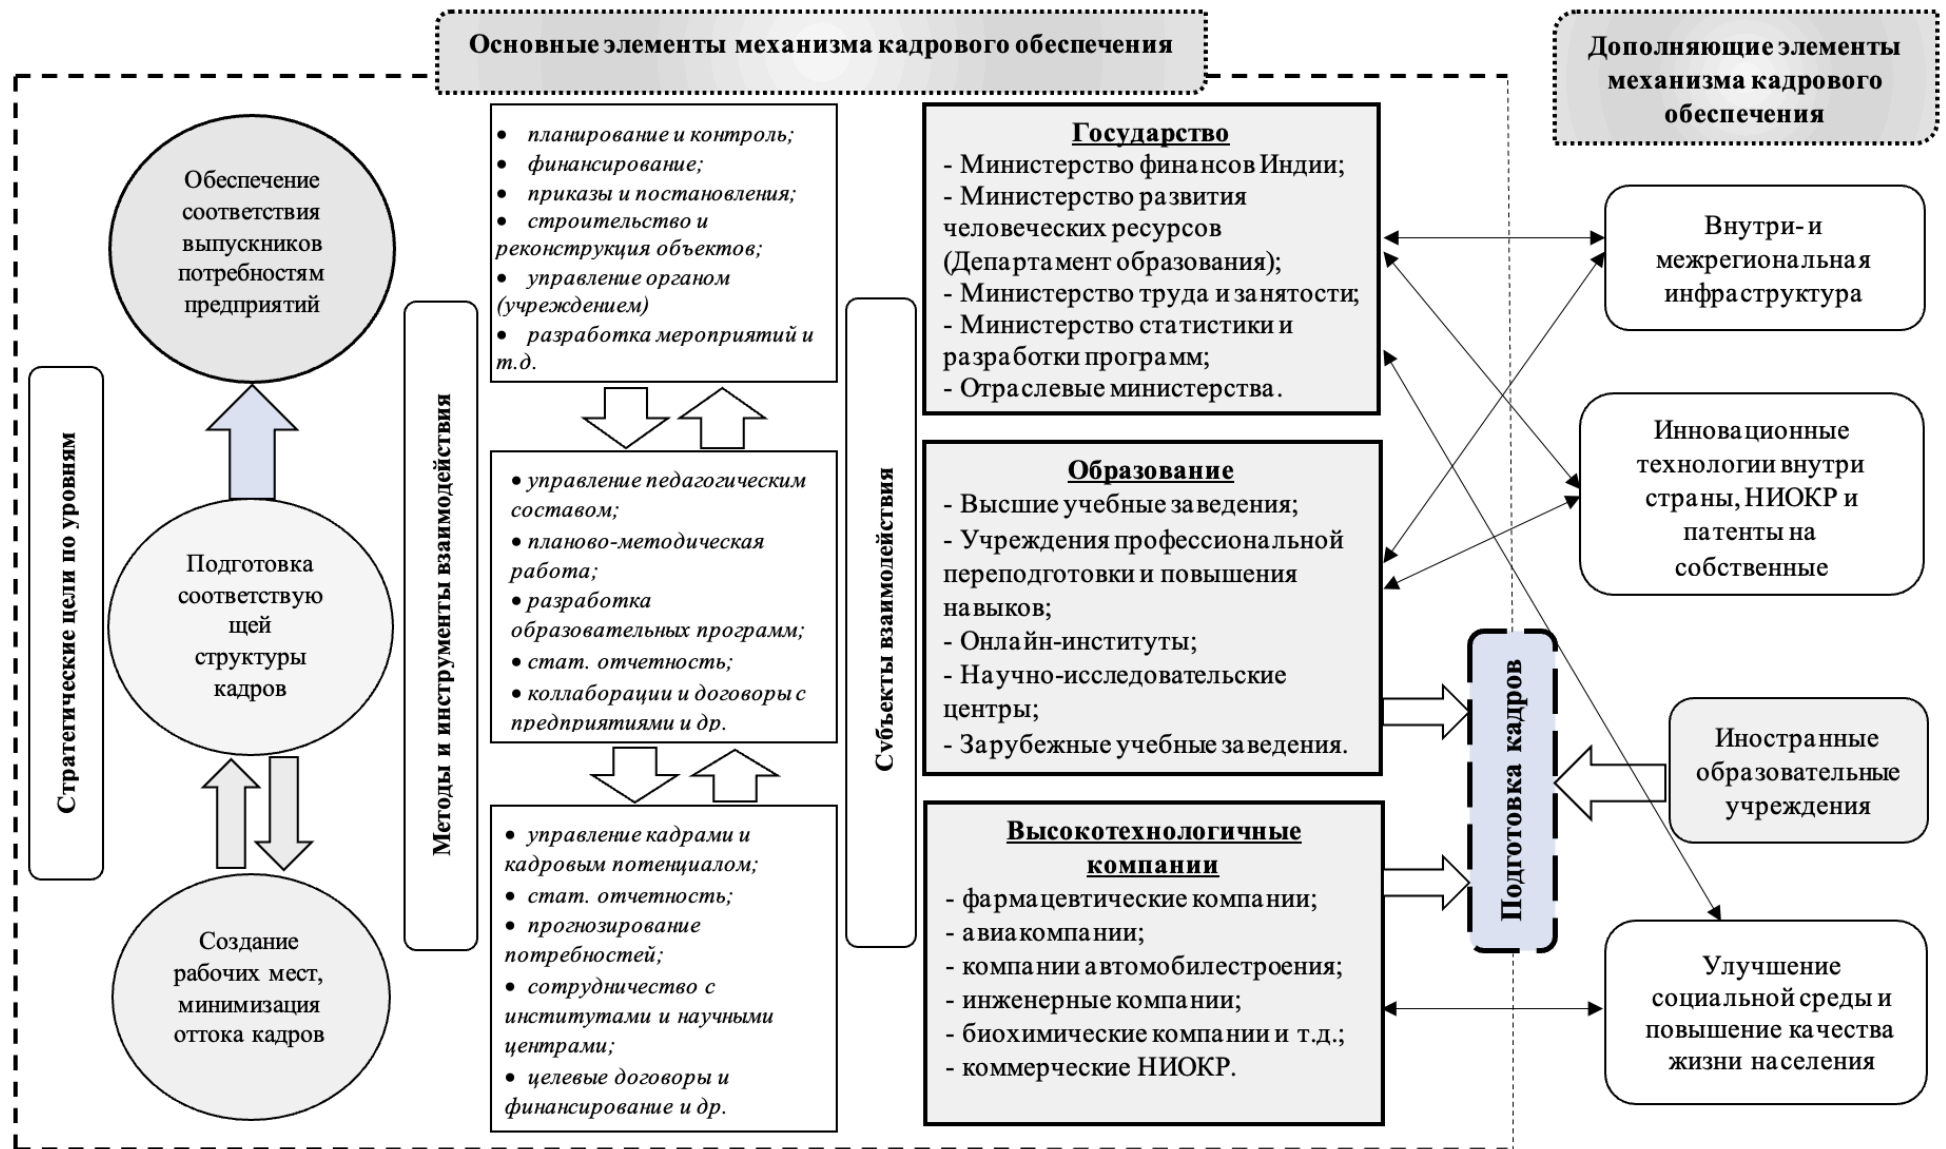 Основные элементы механизма кадрового обеспечения
Дополняющие элементы
механизма кадрового
обеспечения
Стратегические цели по уровням
Обеспечение
соответствия
выпускников
потребностям
предприятий
Подготовка
соответствую
щей
структуры
кадров
Создание
рабочих мест,
минимизация
оттока кадров
Методы и инструменты взаимодействия
• планирование и контроль;
• финансирование;
• приказы и постановления;
• строительство и
реконструкция объектов;
• управление органом
(учреждением)
• разработка мероприятий и
т.д.
• управление педагогическим
составом;
• планово-методическая
работа;
• разработка
образовательных программ;
• стат. отчетность;
• коллаборации и договоры с
предприятиями и др.
• управление кадрами и
кадровым потенциалом;
• стат. отчетность;
• прогнозирование
потребностей;
• сотрудничество с
институтами и научными
центрами;
• целевые договоры и
финансирование и др.
Субъекты взаимодействия
Государство
- Министерство финансов Индии;
- Министерство развития
человеческих ресурсов
(Департамент образования);
- Министерство труда и занятости;
- Министерство статистики и
разработки программ;
- Отраслевые министерства.
Образование
- Высшие учебные заведения;
- Учреждения профессиональной
переподготовки и повышения
навыков;
- Онлайн-институты;
- Научно-исследовательские
центры;
- Зарубежные учебные заведения.
Высокотехнологичные
компании
- фармацевтические компании;
- авиакомпании;
- компании автомобилестроения;
- инженерные компании;
- биохимические компании и т.д.;
- коммерческие НИОКР.
Подготовка кадров
Внутри- и
межрегиональная
инфраструктура
Инновационные
технологии внутри
страны, НИОКР и
патенты на
собственные
Иностранные
образовательные
учреждения
Улучшение
социальной среды и
повышение качества
жизни населения